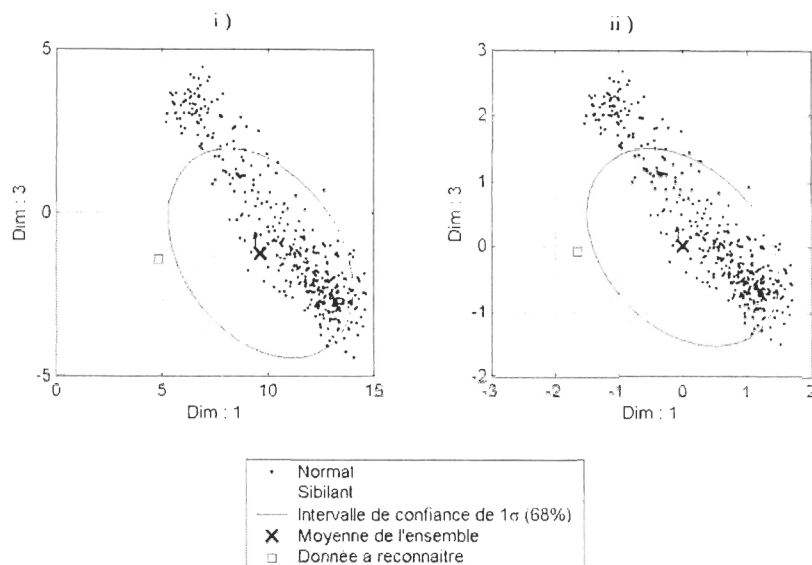 i )
ii )
5
0
-5
Dim : 3
0
5
10
15
Dim : 1
3
2
1
0
-1
-2
Dim : 3
-3
-2
-1
0
1
2
Dim : 1
Normal
Sibilant
Intervalle de confiance de 1σ (68%)
Moyenne de l'ensemble
Donnée a reconnaitre